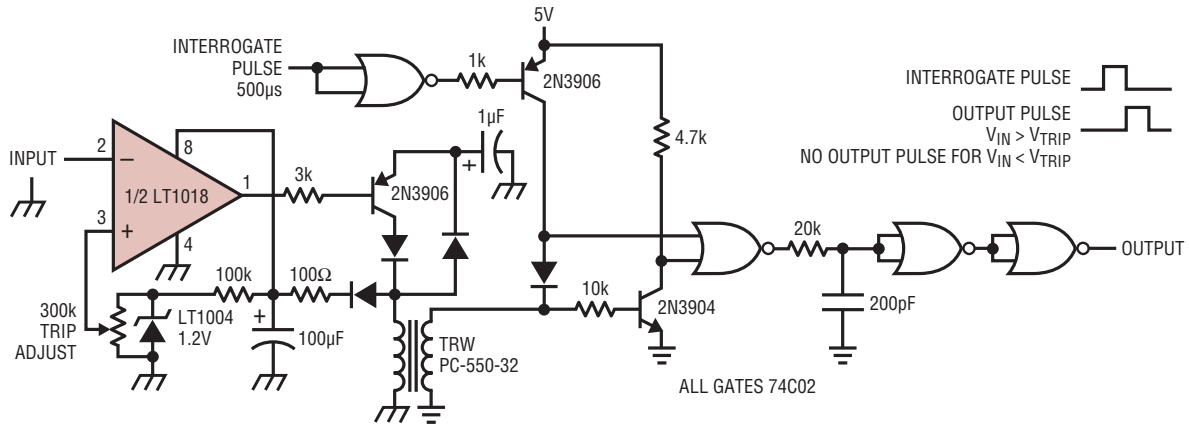 5V
INTERROGATE
PULSE
500µs
1k
2N3906
INTERROGATE PULSE
OUTPUT PULSE
V_IN > V_TRIP
NO OUTPUT PULSE FOR V_IN < V_TRIP
1µF
+
4.7k
INPUT
2
–
8
1/2 LT1018
1
3
+
4
3k
2N3906
20k
OUTPUT
200pF
100k
100Ω
10k
2N3904
300k
TRIP
ADJUST
LT1004
1.2V
+
100µF
TRW
PC-550-32
ALL GATES 74C02